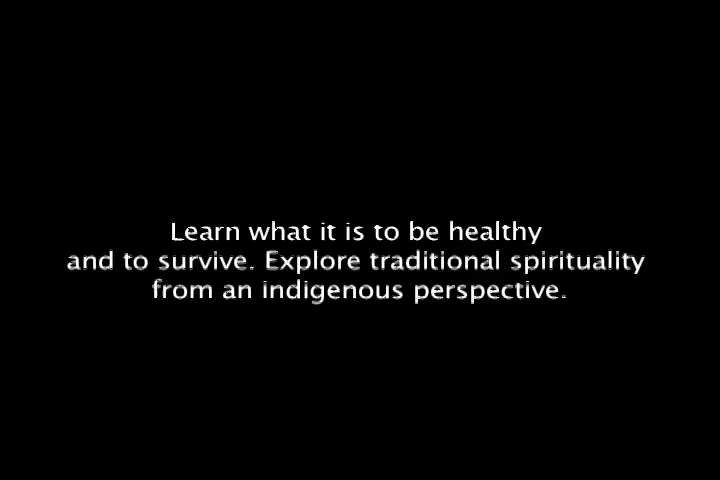 Learn what it is to be healthy
and to survive. Explore traditional spirituality
from an indigenous perspective.